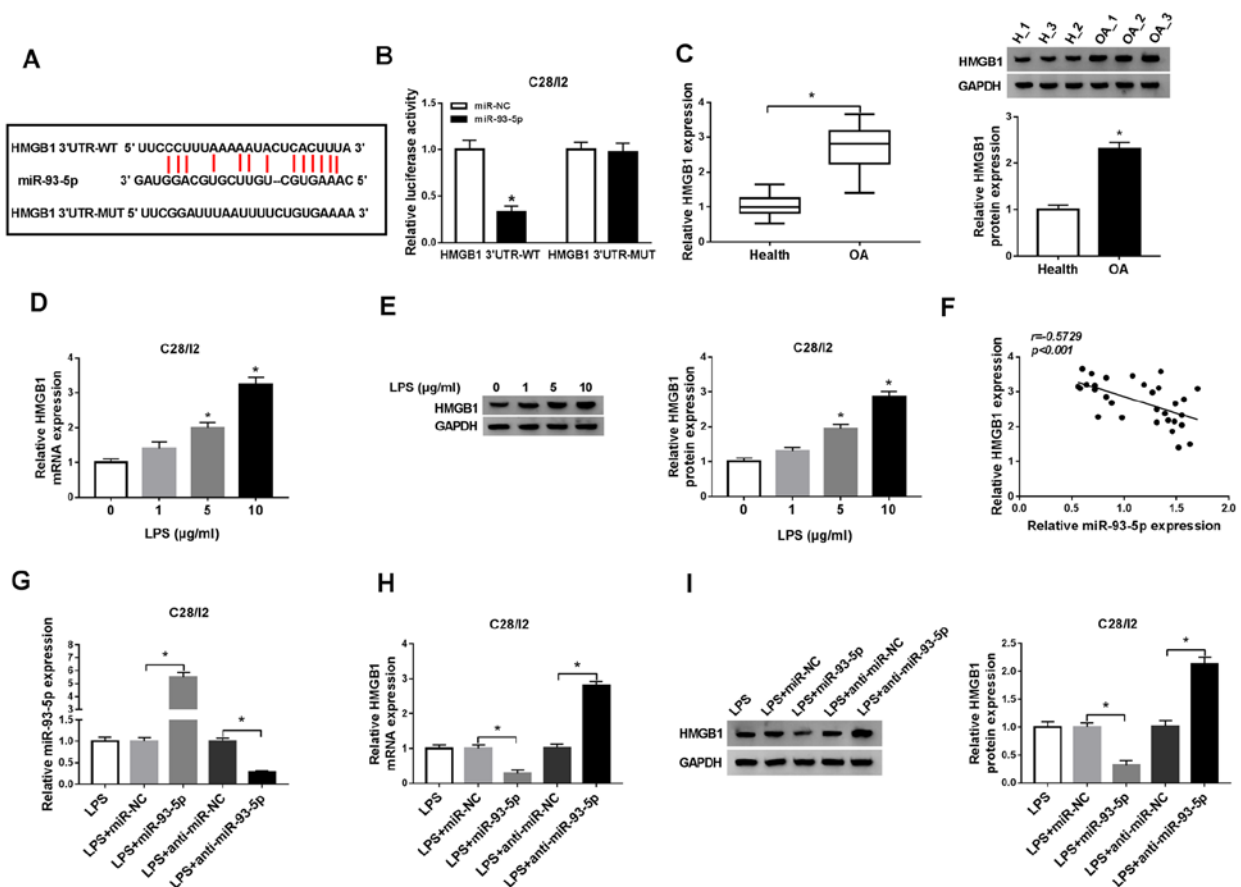 A
HMGB1 3'UTR-WT 5' UUCCCUUUAAAAAUACUCACUUUA 3'
miR-93-5p 3' GAUGGACGUGCUUGU--CGUGAAAC 5'
HMGB1 3'UTR-MUT 5' UUCGGAUUUAAUUUUCUGUGAAAA 3'
B
C28/I2
miR-NC
miR-93-5p
Relative luciferase activity
1.5
1.0
0.5
0.0
*
HMGB1 3'UTR-WT HMGB1 3'UTR-MUT
C
Relative HMGB1 expression
4
3
2
1
0
*
Health OA
H_1 H_3 H_2 OA_1 OA_2 OA_3
HMGB1
GAPDH
Relative HMGB1
protein expression
3
2
1
0
*
Health OA
D
C28/I2
Relative HMGB1
mRNA expression
4
3
2
1
0
* *
0 1 5 10
LPS (μg/ml)
E
LPS (μg/ml) 0 1 5 10
HMGB1
GAPDH
C28/I2
Relative HMGB1
protein expression
4
3
2
1
0
* *
0 1 5 10
LPS (μg/ml)
F
r=-0.5729
p<0.001
Relative HMGB1 expression
5
4
3
2
1
0
0.0 0.5 1.0 1.5 2.0
Relative miR-93-5p expression
G
C28/I2
Relative miR-93-5p expression
8
7
6
5
4
1.0
0.5
0.0
* *
LPS
LPS+miR-NC
LPS+miR-93-5p
LPS+anti-miR-NC
LPS+anti-miR-93-5p
H
C28/I2
Relative HMGB1
mRNA expression
4
3
2
1
0
* *
LPS
LPS+miR-NC
LPS+miR-93-5p
LPS+anti-miR-NC
LPS+anti-miR-93-5p
I
LPS
LPS+miR-NC
LPS+miR-93-5p
LPS+anti-miR-NC
LPS+anti-miR-93-5p
HMGB1
GAPDH
C28/I2
Relative HMGB1
protein expression
2.5
2.0
1.5
1.0
0.5
0.0
* *
LPS
LPS+miR-NC
LPS+miR-93-5p
LPS+anti-miR-NC
LPS+anti-miR-93-5p